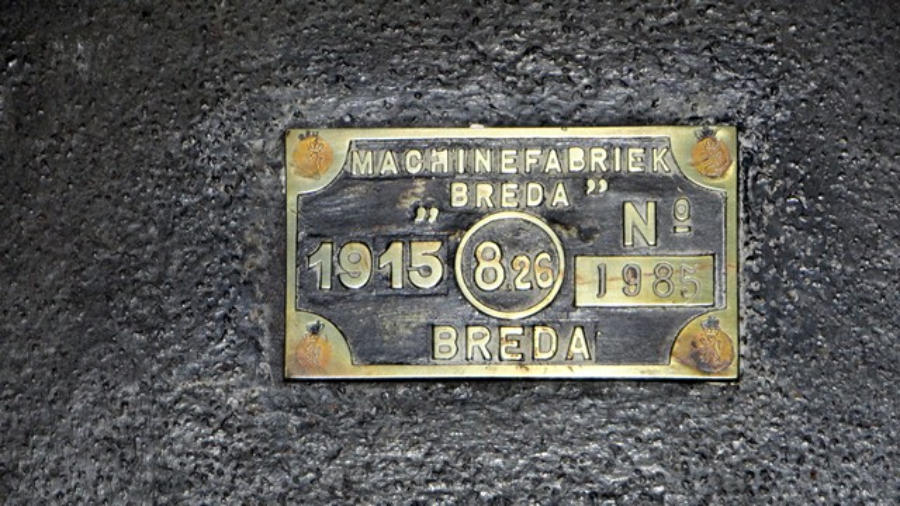 MACHINEFABRIEK
„BREDA”
Nº
1915 8.26 1985
BREDA